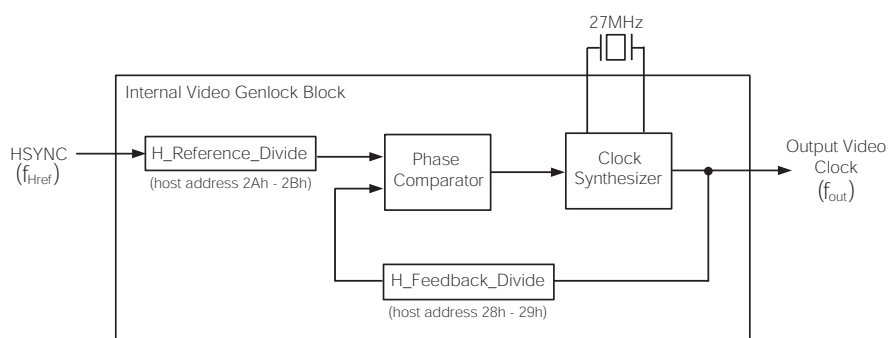 27MHz
Internal Video Genlock Block
HSYNC
(fHref)
H_Reference_Divide
(host address 2Ah - 2Bh)
Phase
Comparator
Clock
Synthesizer
Output Video
Clock
(fout)
H_Feedback_Divide
(host address 28h - 29h)